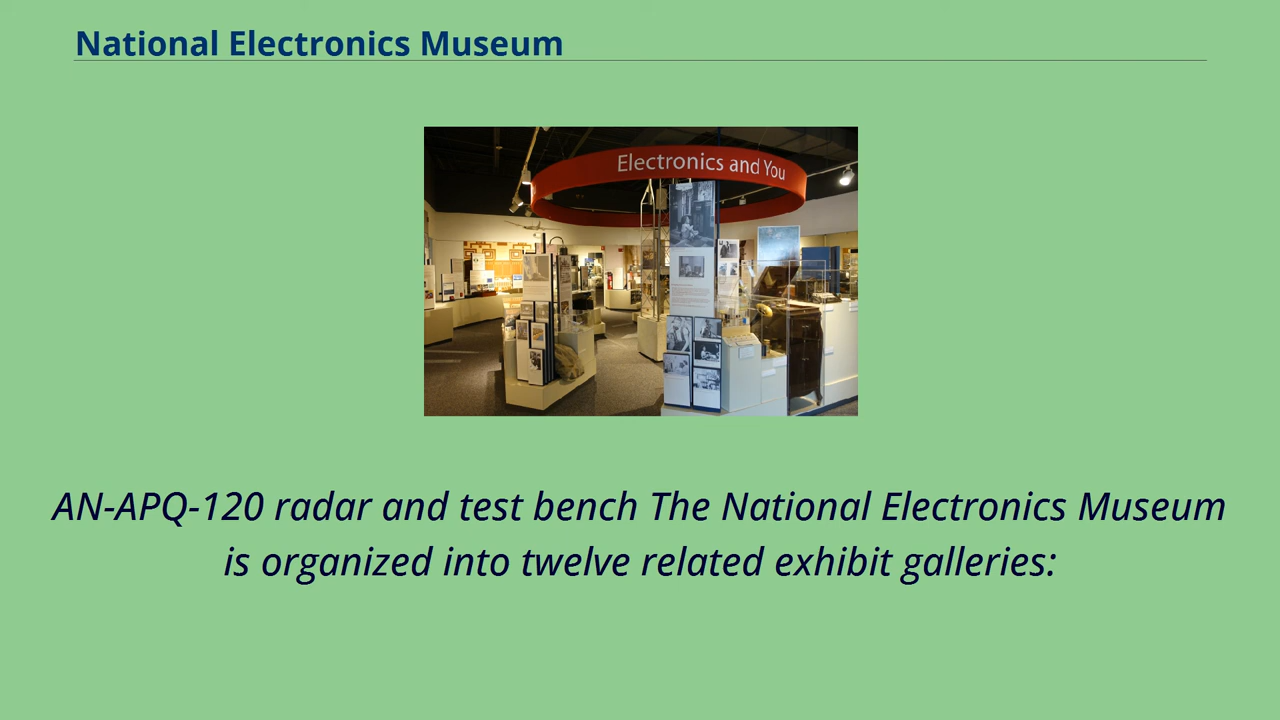 National Electronics Museum
Electronics and You
AN-APQ-120 radar and test bench The National Electronics Museum
is organized into twelve related exhibit galleries: